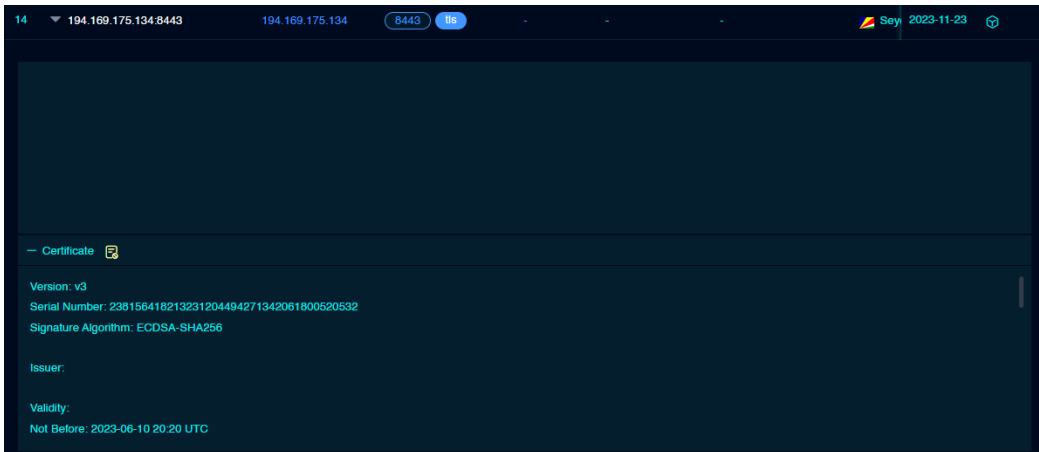 14 194.169.175.134:8443 194.169.175.134 8443 tls - - - Sey 2023-11-23
— Certificate
Version: v3
Serial Number: 238156418213231204494271342061800520532
Signature Algorithm: ECDSA-SHA256
Issuer:
Validity:
Not Before: 2023-06-10 20:20 UTC